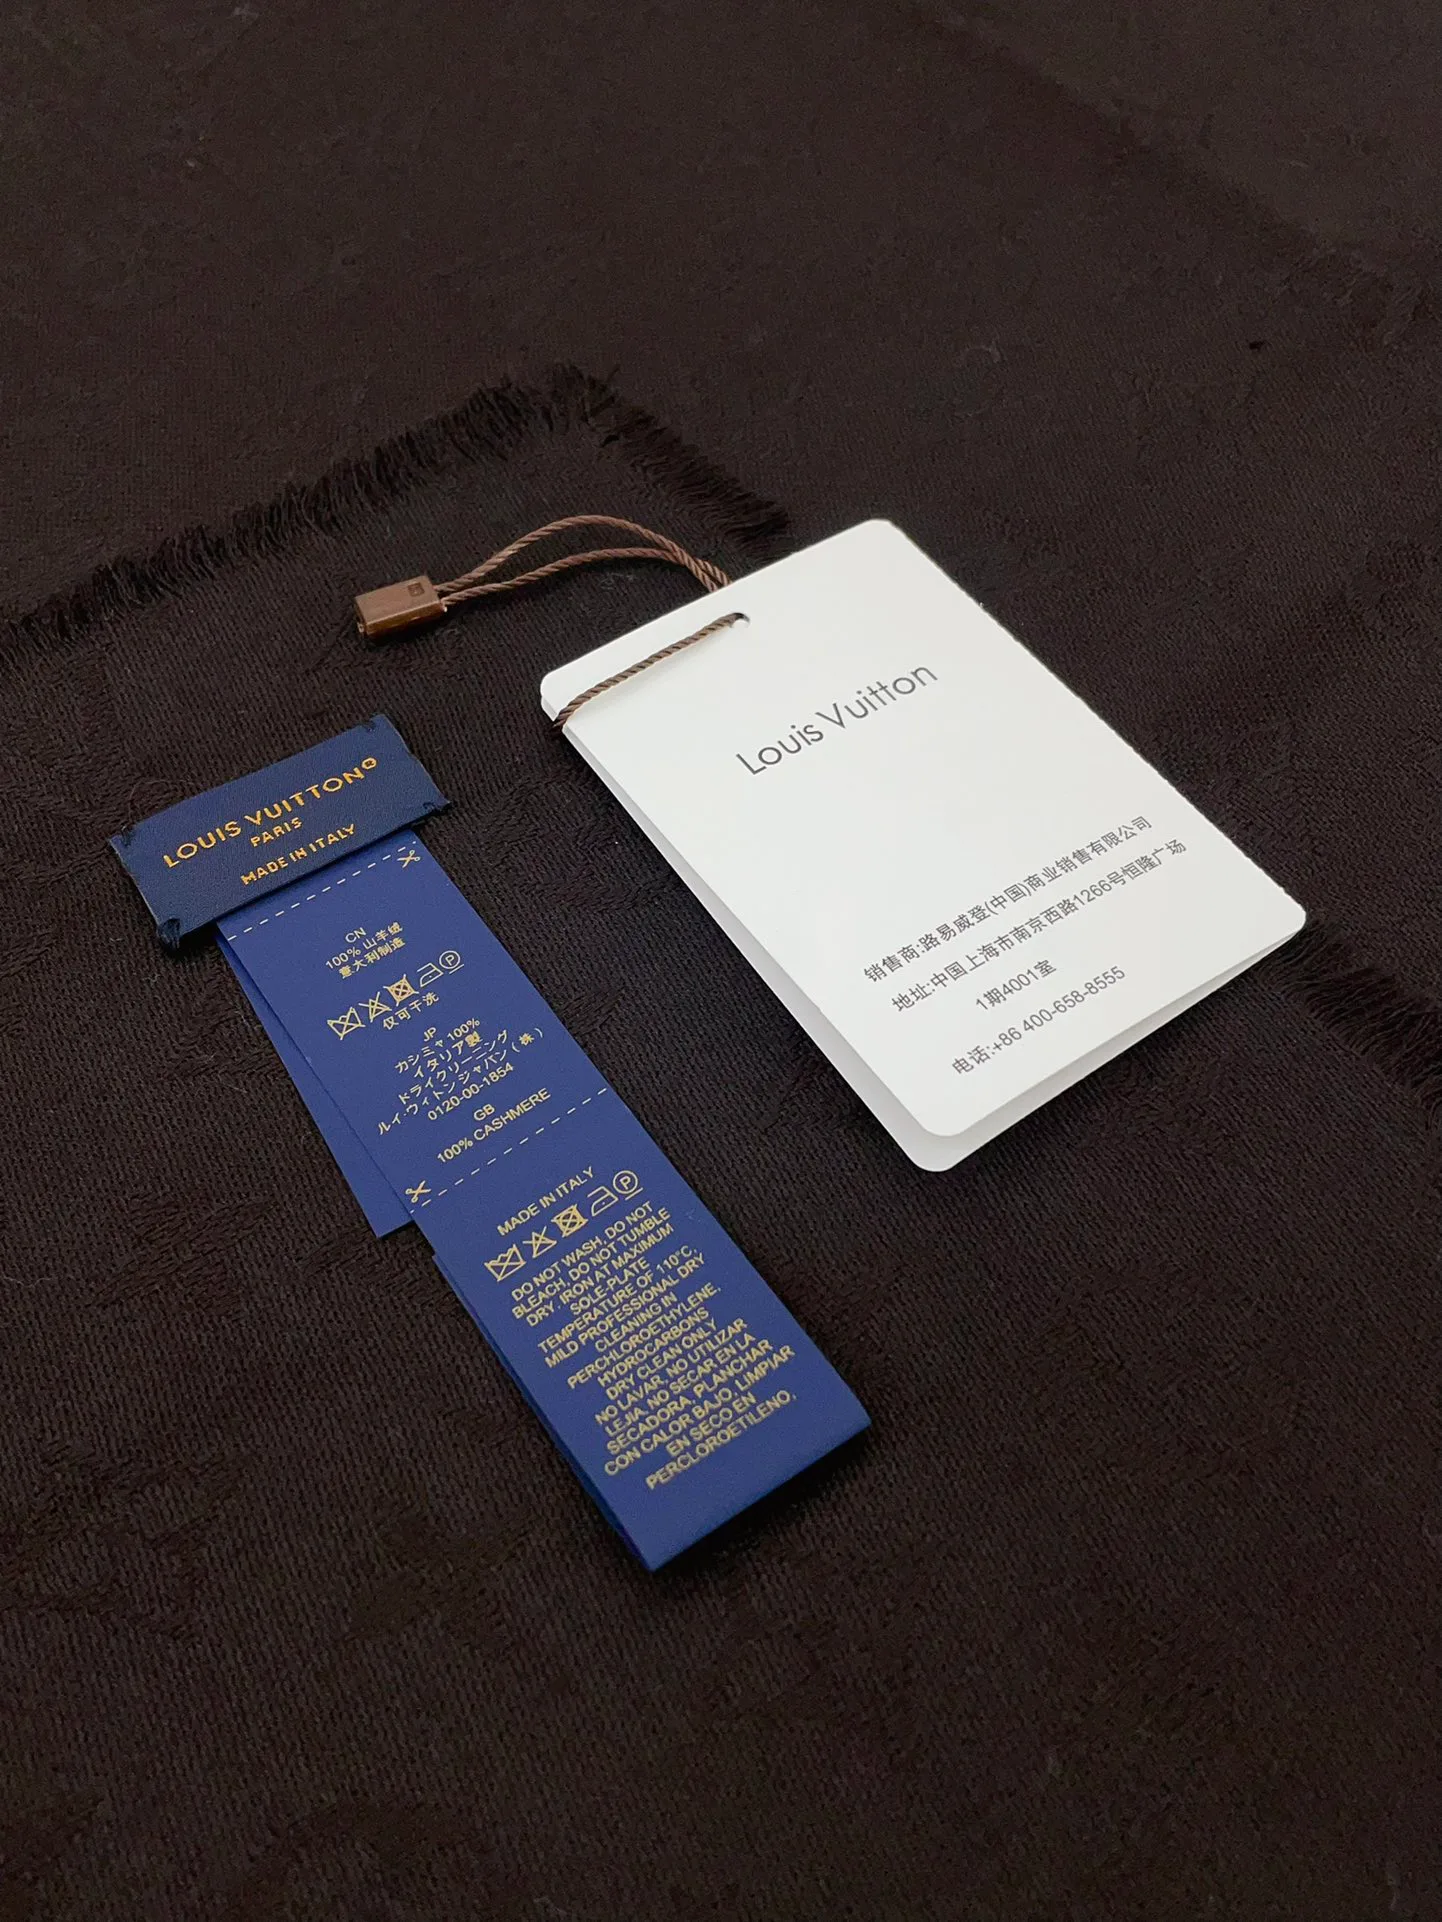 LOUIS VUITTON®
PARIS
MADE IN ITALY
CN
100% 山羊绒
意大利制造
P
仅可干洗
JP
カシミヤ 100%
イタリア製
ドライクリーニング
ルイ・ヴィトンジャパン(株)
0120-00-1854
GB
100% CASHMERE
MADE IN ITALY
P
DO NOT WASH, DO NOT
BLEACH, DO NOT TUMBLE
DRY, IRON AT MAXIMUM
SOLE-PLATE
TEMPERATURE OF 110°C,
MILD PROFESSIONAL DRY
CLEANING IN
PERCHLOROETHYLENE,
HYDROCARBONS
DRY CLEAN ONLY
NO LAVAR, NO UTILIZAR
LEJIA, NO SECAR EN LA
SECADORA, PLANCHAR
CON CALOR BAJO, LIMPIAR
EN SECO EN
PERCLOROETILENO,
Louis Vuitton
销售商:路易威登(中国)商业销售有限公司
地址:中国上海市南京西路1266号恒隆广场
1期4001室
电话:+86 400-658-8555